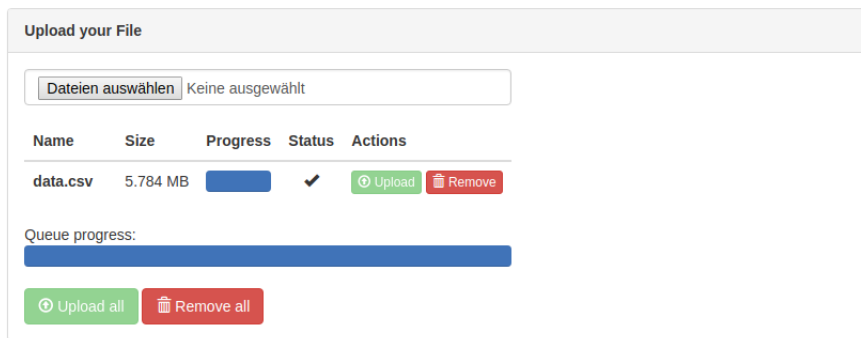 Upload your File
Dateien auswählen Keine ausgewählt
Name Size Progress Status Actions
data.csv 5.784 MB Upload Remove
Queue progress:
Upload all Remove all